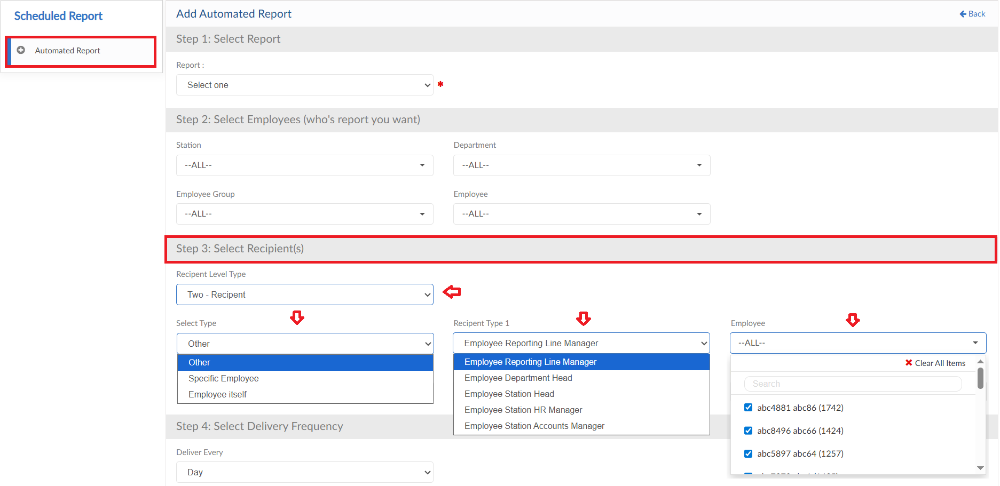 Scheduled Report
Automated Report
Add Automated Report
Back
Step 1: Select Report
Report :
Select one
*
Step 2: Select Employees (who's report you want)
Station
Department
--ALL--
--ALL--
Employee Group
Employee
--ALL--
--ALL--
Step 3: Select Recipient(s)
Recipent Level Type
Two - Recipent
Select Type
Recipent Type 1
Employee
Other
Employee Reporting Line Manager
--ALL--
Other
Specific Employee
Employee itself
Employee Reporting Line Manager
Employee Department Head
Employee Station Head
Employee Station HR Manager
Employee Station Accounts Manager
Clear All Items
Search
abc4881 abc86 (1742)
abc8496 abc66 (1424)
abc5897 abc64 (1257)
Step 4: Select Delivery Frequency
Deliver Every
Day